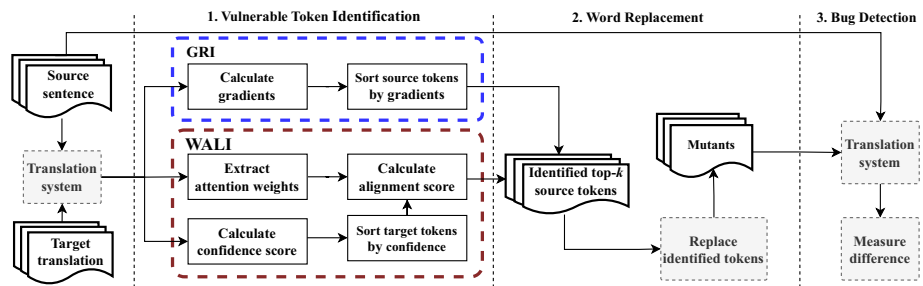 1. Vulnerable Token Identification
2. Word Replacement
3. Bug Detection
Source
sentence
Translation
system
Target
translation
GRI
Calculate
gradients
Sort source tokens
by gradients
WALI
Extract
attention weights
Calculate
alignment score
Calculate
confidence score
Sort target tokens
by confidence
Identified top-k
source tokens
Mutants
Replace
identified tokens
Translation
system
Measure
difference